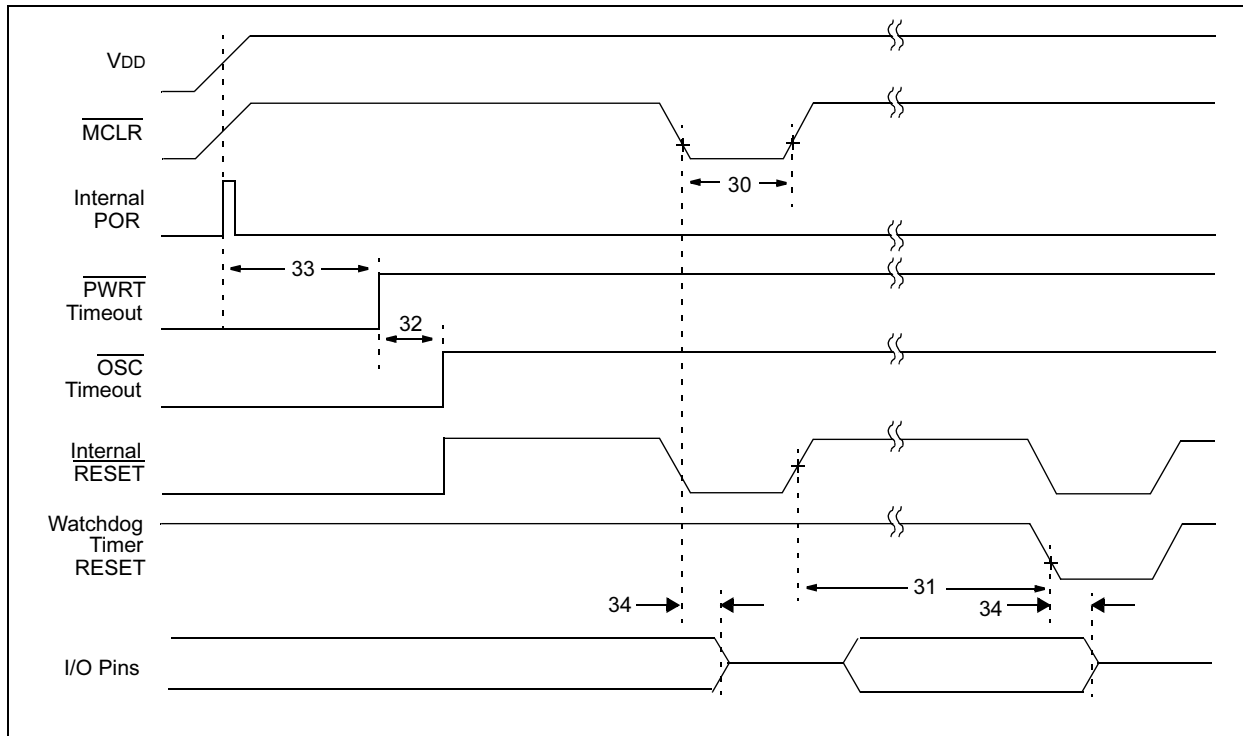 VDD
MCLR
30
Internal
POR
33
PWRT
Timeout
32
OSC
Timeout
Internal
RESET
Watchdog
Timer
RESET
31
34
34
I/O Pins